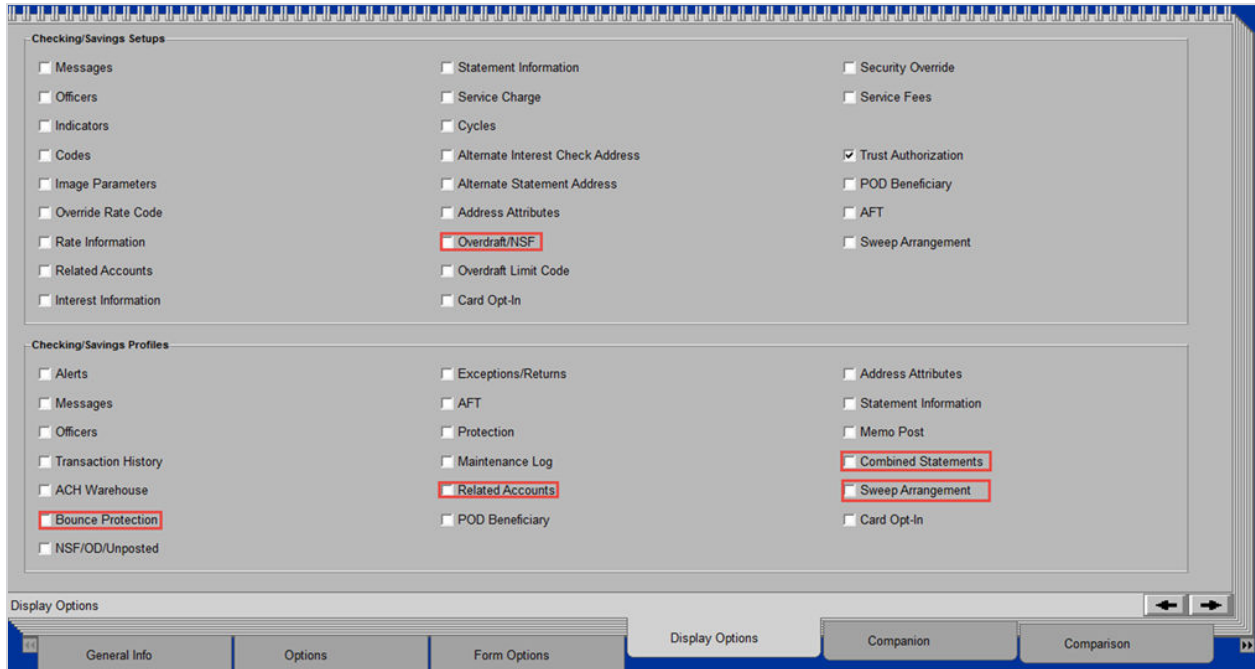 Checking/Savings Setups
Messages
Statement Information
Security Override
Officers
Service Charge
Service Fees
Indicators
Cycles
Codes
Alternate Interest Check Address
Trust Authorization
Image Parameters
Alternate Statement Address
POD Beneficiary
Override Rate Code
Address Attributes
AFT
Rate Information
Overdraft/NSF
Sweep Arrangement
Related Accounts
Overdraft Limit Code
Interest Information
Card Opt-In
Checking/Savings Profiles
Alerts
Exceptions/Returns
Address Attributes
Messages
AFT
Statement Information
Officers
Protection
Memo Post
Transaction History
Maintenance Log
Combined Statements
ACH Warehouse
Related Accounts
Sweep Arrangement
Bounce Protection
POD Beneficiary
Card Opt-In
NSF/OD/Unposted
Display Options
General Info
Options
Form Options
Display Options
Companion
Comparison